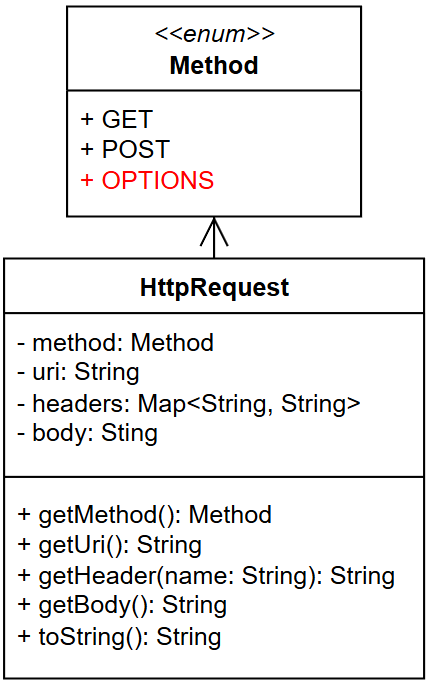 <<enum>>
Method
+ GET
+ POST
+ OPTIONS
HttpRequest
- method: Method
- uri: String
- headers: Map<String, String>
- body: Sting
+ getMethod(): Method
+ getUri(): String
+ getHeader(name: String): String
+ getBody(): String
+ toString(): String